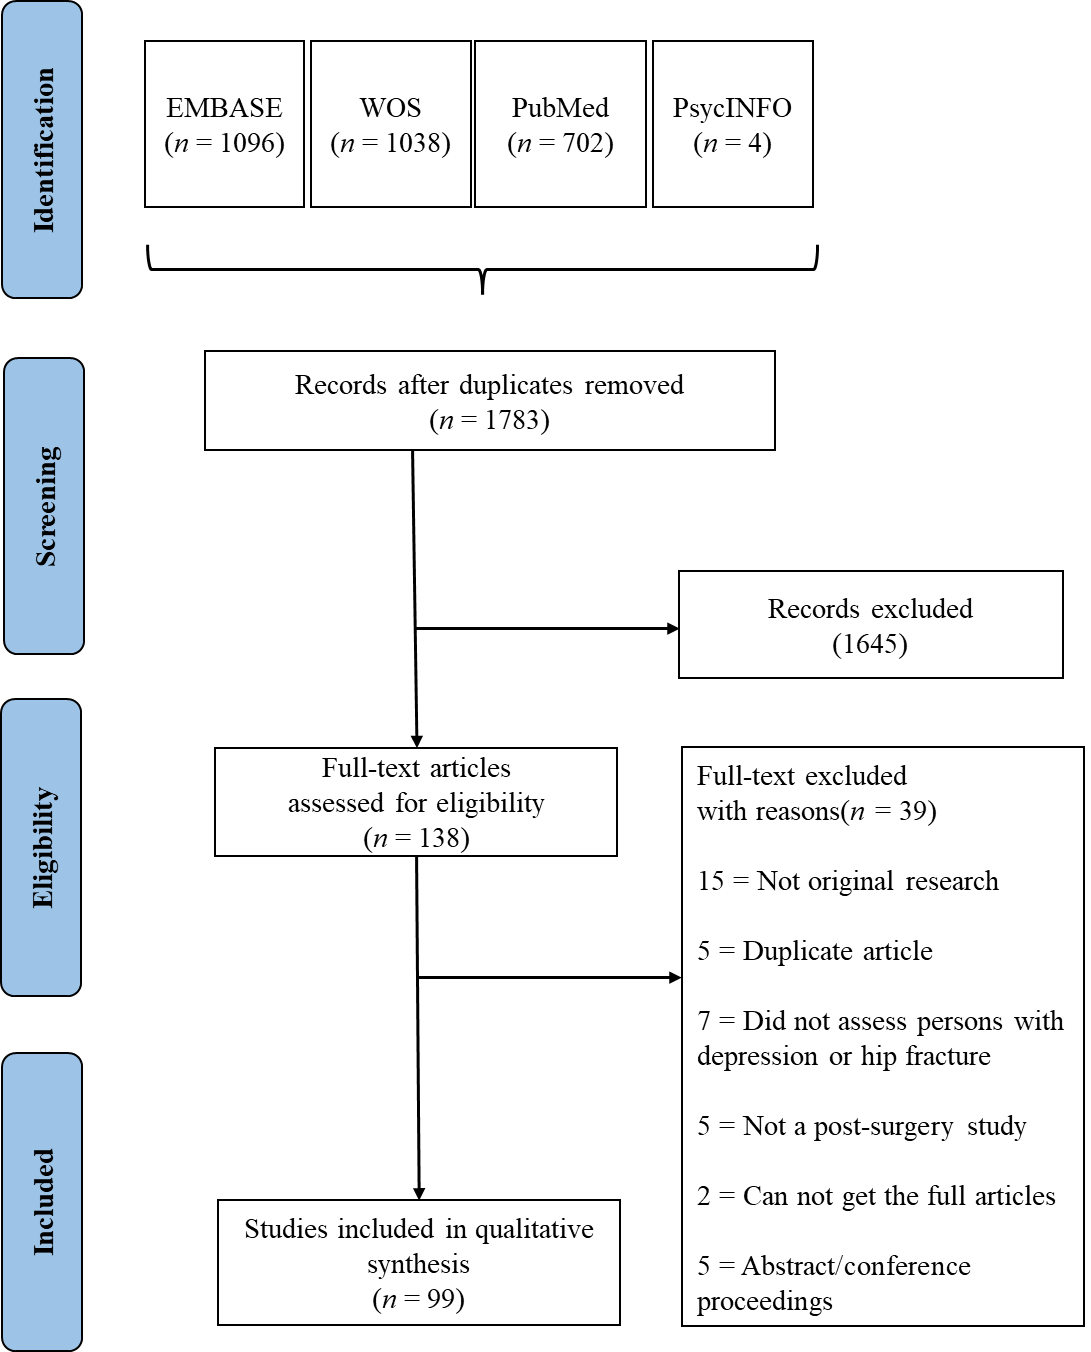 Identification
EMBASE
(n = 1096)
WOS
(n = 1038)
PubMed
(n = 702)
PsycINFO
(n = 4)
Screening
Records after duplicates removed
(n = 1783)
Records excluded
(1645)
Eligibility
Full-text articles
assessed for eligibility
(n = 138)
Full-text excluded
with reasons(n = 39)
15 = Not original research
5 = Duplicate article
7 = Did not assess persons with
depression or hip fracture
5 = Not a post-surgery study
2 = Can not get the full articles
5 = Abstract/conference
proceedings
Included
Studies included in qualitative
synthesis
(n = 99)